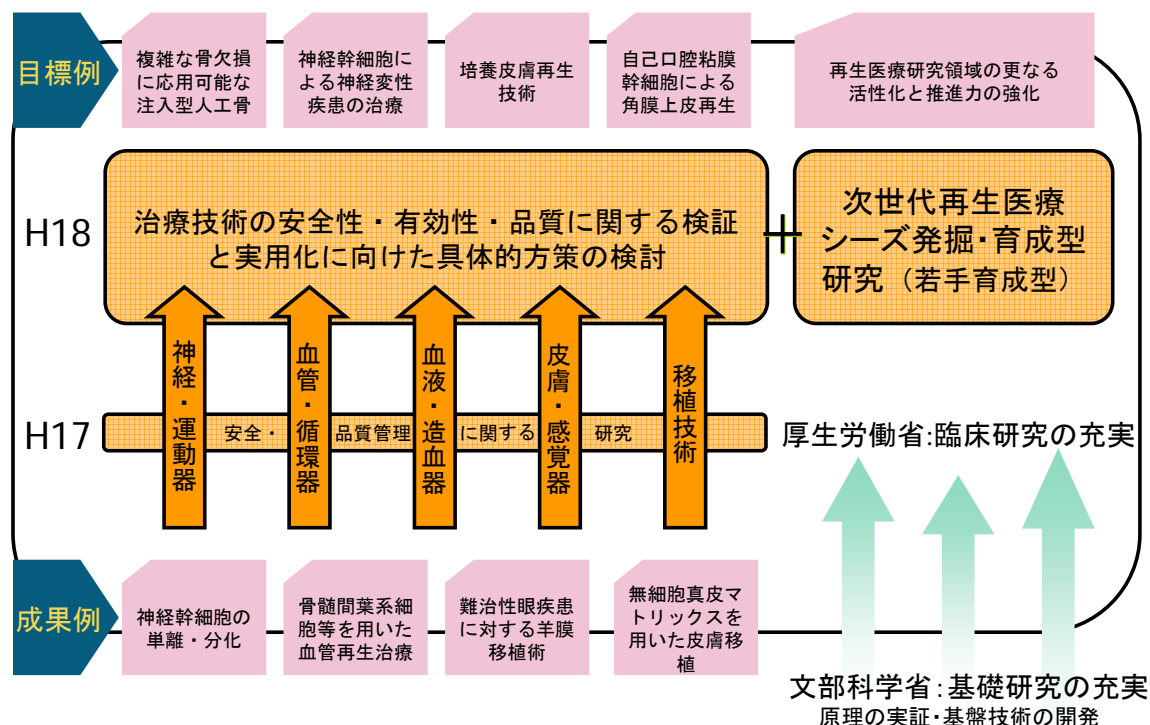 目標例
複雑な骨欠損
に応用可能な
注入型人工骨
神経幹細胞に
よる神経変性
疾患の治療
培養皮膚再生
技術
自己口腔粘膜
幹細胞による
角膜上皮再生
再生医療研究領域の更なる
活性化と推進力の強化
H18
治療技術の安全性・有効性・品質に関する検証
と実用化に向けた具体的方策の検討
+
次世代再生医療
シーズ発掘・育成型
研究（若手育成型）
神経・運動器
血管・循環器
血液・造血器
皮膚・感覚器
移植技術
H17
安全・品質管理に関する研究
厚生労働省:臨床研究の充実
成果例
神経幹細胞の
単離・分化
骨髄間葉系細
胞等を用いた
血管再生治療
難治性眼疾患
に対する羊膜
移植術
無細胞真皮マ
トリックスを
用いた皮膚移
植
文部科学省:基礎研究の充実
原理の実証・基盤技術の開発